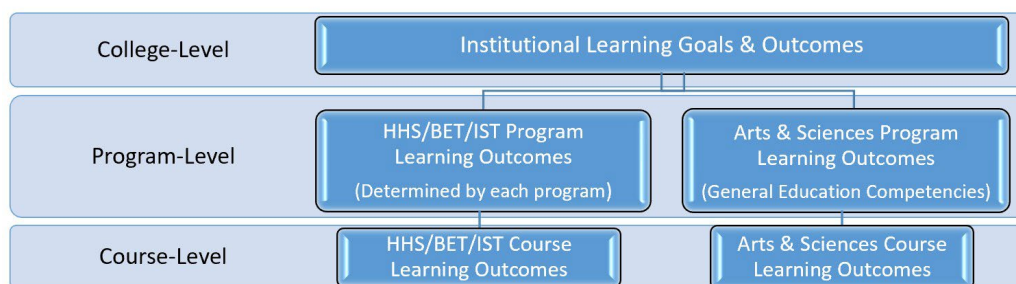 College-Level
Institutional Learning Goals & Outcomes
Program-Level
HHS/BET/IST Program
Learning Outcomes
(Determined by each program)
Arts & Sciences Program
Learning Outcomes
(General Education Competencies)
Course-Level
HHS/BET/IST Course
Learning Outcomes
Arts & Sciences Course
Learning Outcomes